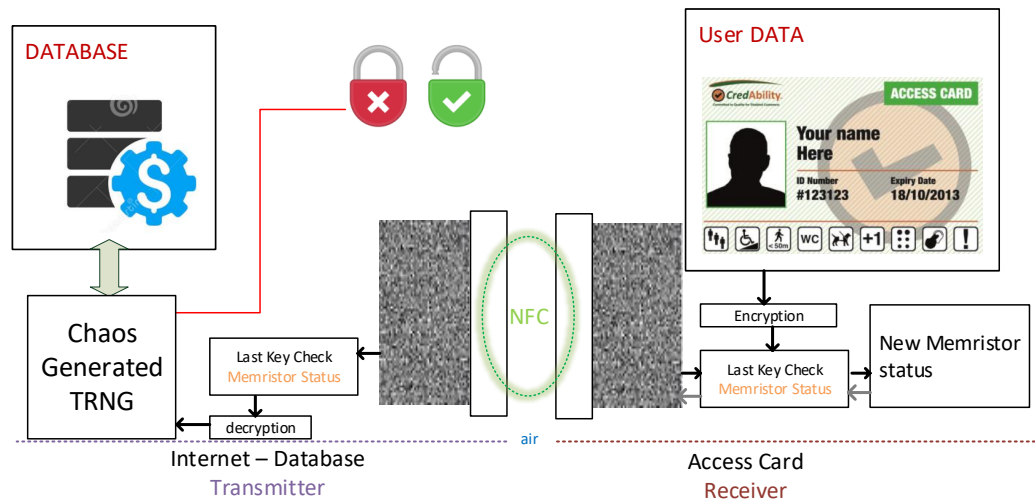 DATABASE
User DATA
CredAbility.
ACCESS CARD
Your name
Here
ID Number
Expiry Date
#123123
18/10/2013
< 50m
WC
+1
!
NFC
Encryption
Chaos
Generated
TRNG
Last Key Check
Memristor Status
decryption
Last Key Check
Memristor Status
New Memristor
status
air
Internet – Database
Transmitter
Access Card
Receiver